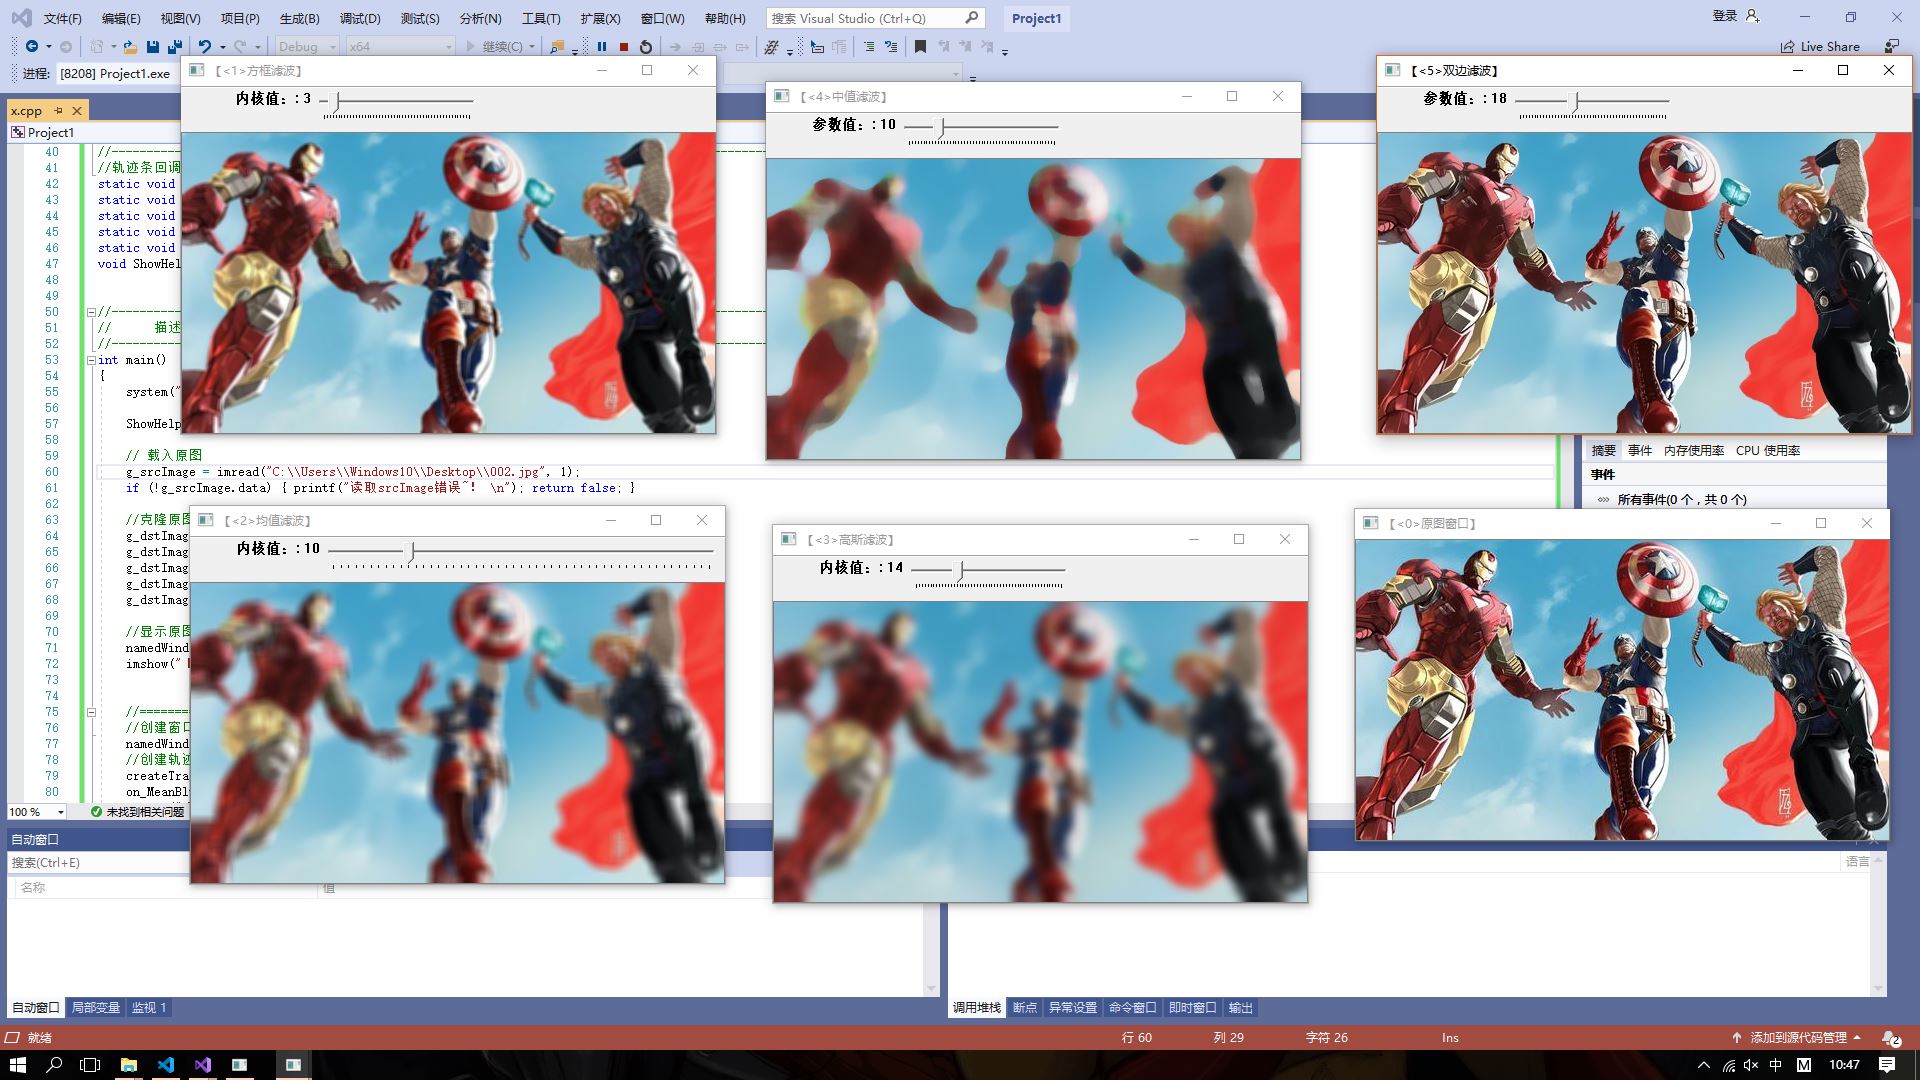 文件(F) 编辑(E) 视图(V) 项目(P) 生成(B) 调试(D) 测试(S) 分析(N) 工具(T) 扩展(X) 窗口(W) 帮助(H) 搜索 Visual Studio (Ctrl+Q) Project1 登录
Debug x64 继续(C) Live Share
进程: [8208] Project1.exe
【<1>方框滤波】
内核值：: 3
【<4>中值滤波】
参数值：: 10
【<5>双边滤波】
参数值：: 18
x.cpp
Project1
40 //----------
41 //轨迹条回调
42 static void
43 static void
44 static void
45 static void
46 static void
47 void ShowHel
48
49
50 //----------
51 // 描述
52 //----------
53 int main()
54 {
55 system("
56
57 ShowHelp
58
59 // 载入原图
60 g_srcImage = imread("C:\\Users\\Windows10\\Desktop\\002.jpg", 1);
61 if (!g_srcImage.data) { printf("读取srcImage错误~！ \n"); return false; }
62
63 //克隆原图
64 g_dstImag
65 g_dstImag
66 g_dstImag
67 g_dstImag
68 g_dstImag
69
70 //显示原图
71 namedWind
72 imshow("【
73
74
75 //========
76 //创建窗口
77 namedWind
78 //创建轨迹
79 createTra
80 on_MeanBl
摘要 事件 内存使用率 CPU 使用率
事件
所有事件(0 个，共 0 个)
【<2>均值滤波】
内核值：: 10
【<3>高斯滤波】
内核值：: 14
【<0>原图窗口】
100 % 未找到相关问题
自动窗口
搜索(Ctrl+E)
名称 值
语言
自动窗口 局部变量 监视 1
调用堆栈 断点 异常设置 命令窗口 即时窗口 输出
就绪 行 60 列 29 字符 26 Ins 添加到源代码管理 2
中 M 10:47